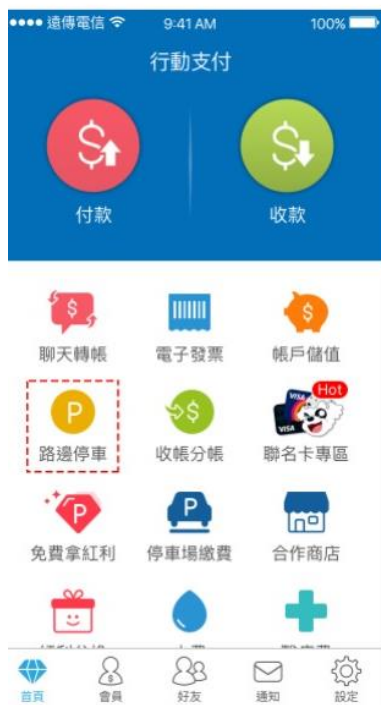 遠傳電信 9:41 AM 100%
行動支付
付款 收款
聊天轉帳 電子發票 帳戶儲值
P Hot
VISA
VISA
路邊停車 收帳分帳 聯名卡專區
P P
免費拿紅利 停車場繳費 合作商店
首頁 會員 好友 通知 設定